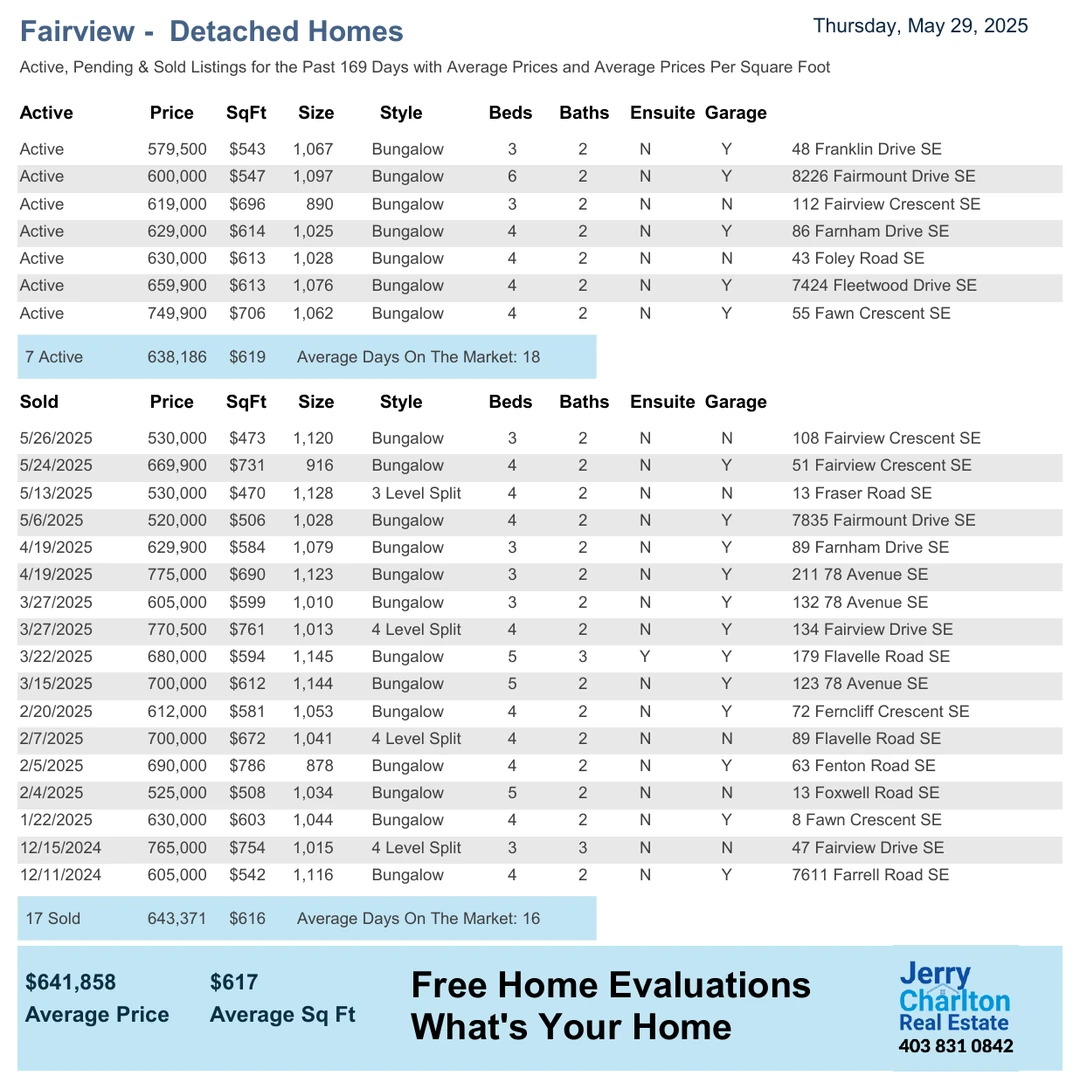 Fairview -  Detached Homes
Thursday, May 29, 2025
Active, Pending & Sold Listings for the Past 169 Days with Average Prices and Average Prices Per Square Foot
Active Price SqFt Size Style Beds Baths Ensuite Garage
Active 579,500 $543 1,067 Bungalow 3 2 N Y 48 Franklin Drive SE
Active 600,000 $547 1,097 Bungalow 6 2 N Y 8226 Fairmount Drive SE
Active 619,000 $696 890 Bungalow 3 2 N N 112 Fairview Crescent SE
Active 629,000 $614 1,025 Bungalow 4 2 N Y 86 Farnham Drive SE
Active 630,000 $613 1,028 Bungalow 4 2 N N 43 Foley Road SE
Active 659,900 $613 1,076 Bungalow 4 2 N Y 7424 Fleetwood Drive SE
Active 749,900 $706 1,062 Bungalow 4 2 N Y 55 Fawn Crescent SE
7 Active 638,186 $619 Average Days On The Market: 18
Sold Price SqFt Size Style Beds Baths Ensuite Garage
5/26/2025 530,000 $473 1,120 Bungalow 3 2 N N 108 Fairview Crescent SE
5/24/2025 669,900 $731 916 Bungalow 4 2 N Y 51 Fairview Crescent SE
5/13/2025 530,000 $470 1,128 3 Level Split 4 2 N N 13 Fraser Road SE
5/6/2025 520,000 $506 1,028 Bungalow 4 2 N Y 7835 Fairmount Drive SE
4/19/2025 629,900 $584 1,079 Bungalow 3 2 N Y 89 Farnham Drive SE
4/19/2025 775,000 $690 1,123 Bungalow 3 2 N Y 211 78 Avenue SE
3/27/2025 605,000 $599 1,010 Bungalow 3 2 N Y 132 78 Avenue SE
3/27/2025 770,500 $761 1,013 4 Level Split 4 2 N Y 134 Fairview Drive SE
3/22/2025 680,000 $594 1,145 Bungalow 5 3 Y Y 179 Flavelle Road SE
3/15/2025 700,000 $612 1,144 Bungalow 5 2 N Y 123 78 Avenue SE
2/20/2025 612,000 $581 1,053 Bungalow 4 2 N Y 72 Ferncliff Crescent SE
2/7/2025 700,000 $672 1,041 4 Level Split 4 2 N N 89 Flavelle Road SE
2/5/2025 690,000 $786 878 Bungalow 4 2 N Y 63 Fenton Road SE
2/4/2025 525,000 $508 1,034 Bungalow 5 2 N N 13 Foxwell Road SE
1/22/2025 630,000 $603 1,044 Bungalow 4 2 N Y 8 Fawn Crescent SE
12/15/2024 765,000 $754 1,015 4 Level Split 3 3 N N 47 Fairview Drive SE
12/11/2024 605,000 $542 1,116 Bungalow 4 2 N Y 7611 Farrell Road SE
17 Sold 643,371 $616 Average Days On The Market: 16
$641,858 $617
Average Price Average Sq Ft
Free Home Evaluations
What's Your Home
Jerry
Charlton
Real Estate
403 831 0842